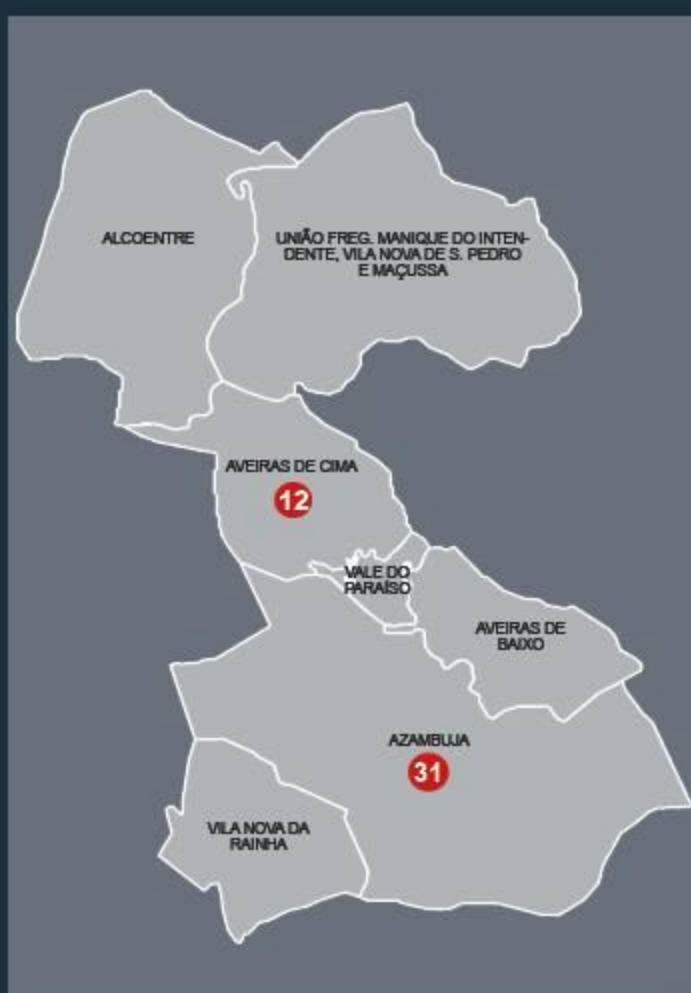 ALCOENTRE
UNIÃO FREG. MANIQUE DO INTEN-
DENTE, VILA NOVA DE S. PEDRO
E MAÇUSSA
AVEIRAS DE CIMA
12
VALE DO
PARAÍSO
AVEIRAS DE
BAIXO
AZAMBUJA
31
VILA NOVA DA
RAINHA